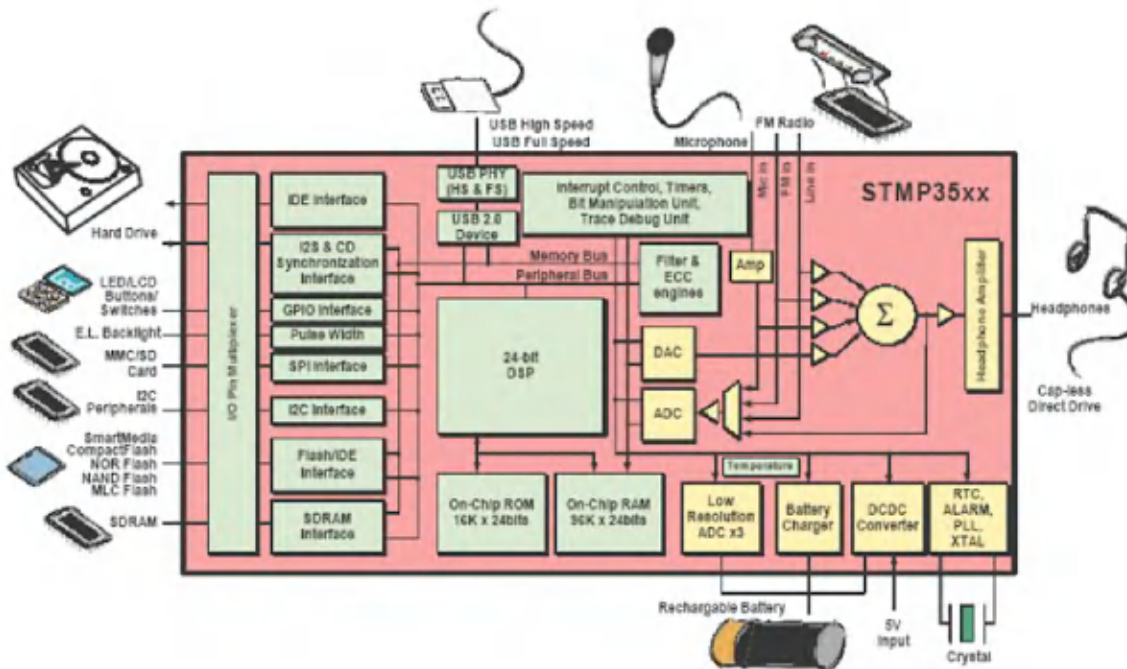 USB High Speed
USB Full Speed
Microphone
FM Radio
STMP35xx
Hard Drive
LED/LCD
Buttons/
Switches
E.L. Backlight
MMC/SD
Card
I2C
Peripherals
SmartMedia
CompactFlash
NOR Flash
NAND Flash
MLC Flash
SDRAM
I/O Pin Multiplexer
IDE Interface
I2S & CD
Synchronization
Interface
GPIO Interface
Pulse Width
SPI Interface
I2C Interface
Flash/IDE
Interface
SDRAM
Interface
USB PHY
(HS & FS)
USB 2.0
Device
Interrupt Control, Timers,
Bit Manipulation Unit,
Trace Debug Unit
Memory Bus
Peripheral Bus
Filter &
ECC
engines
24-bit
DSP
DAC
ADC
Mic in
FM in
Line in
Amp
Σ
Headphone Amplifier
Headphones
Cap-less
Direct Drive
On-Chip ROM
16K x 24bits
On-Chip RAM
96K x 24bits
Temperature
Low
Resolution
ADC x3
Battery
Charger
DCDC
Converter
RTC,
ALARM,
PLL,
XTAL
Rechargable Battery
5V
Input
Crystal